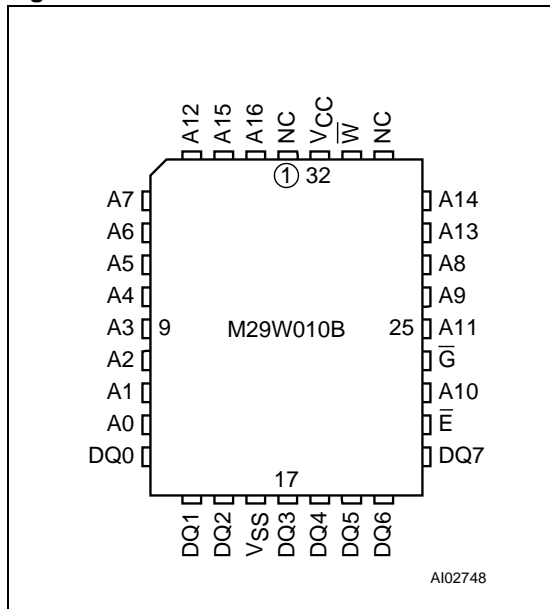 A12 A15 A16 NC VCC W̅ NC
1 32
A7 A14
A6 A13
A5 A8
A4 A9
A3 9 M29W010B 25 A11
A2 G̅
A1 A10
A0 E̅
DQ0 DQ7
17
DQ1 DQ2 VSS DQ3 DQ4 DQ5 DQ6
AI02748